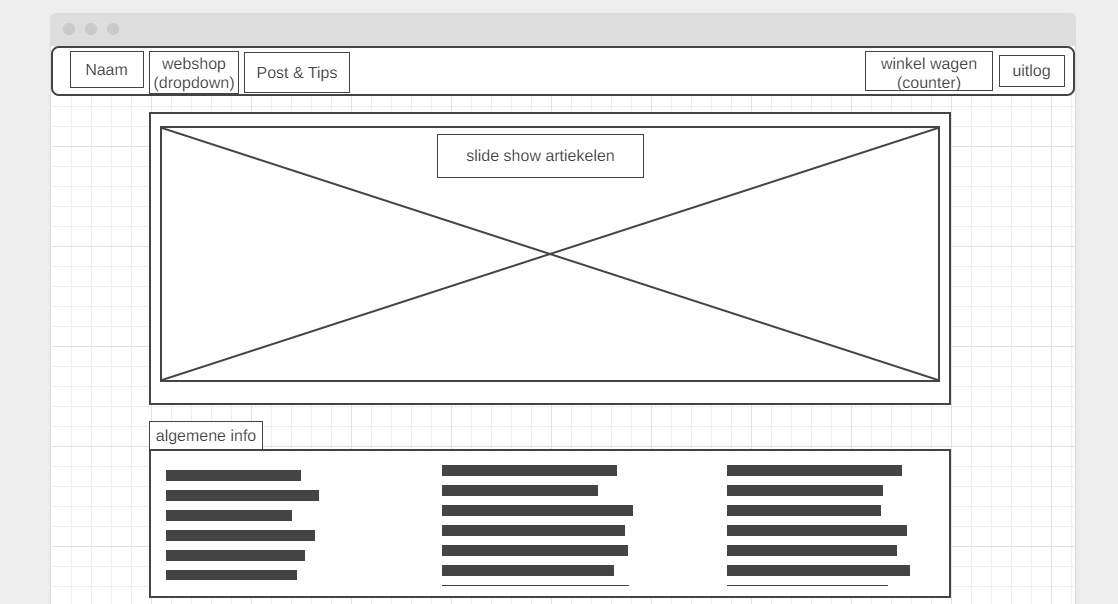 Naam
webshop
(dropdown)
Post & Tips
winkel wagen
(counter)
uitlog
slide show artiekelen
algemene info